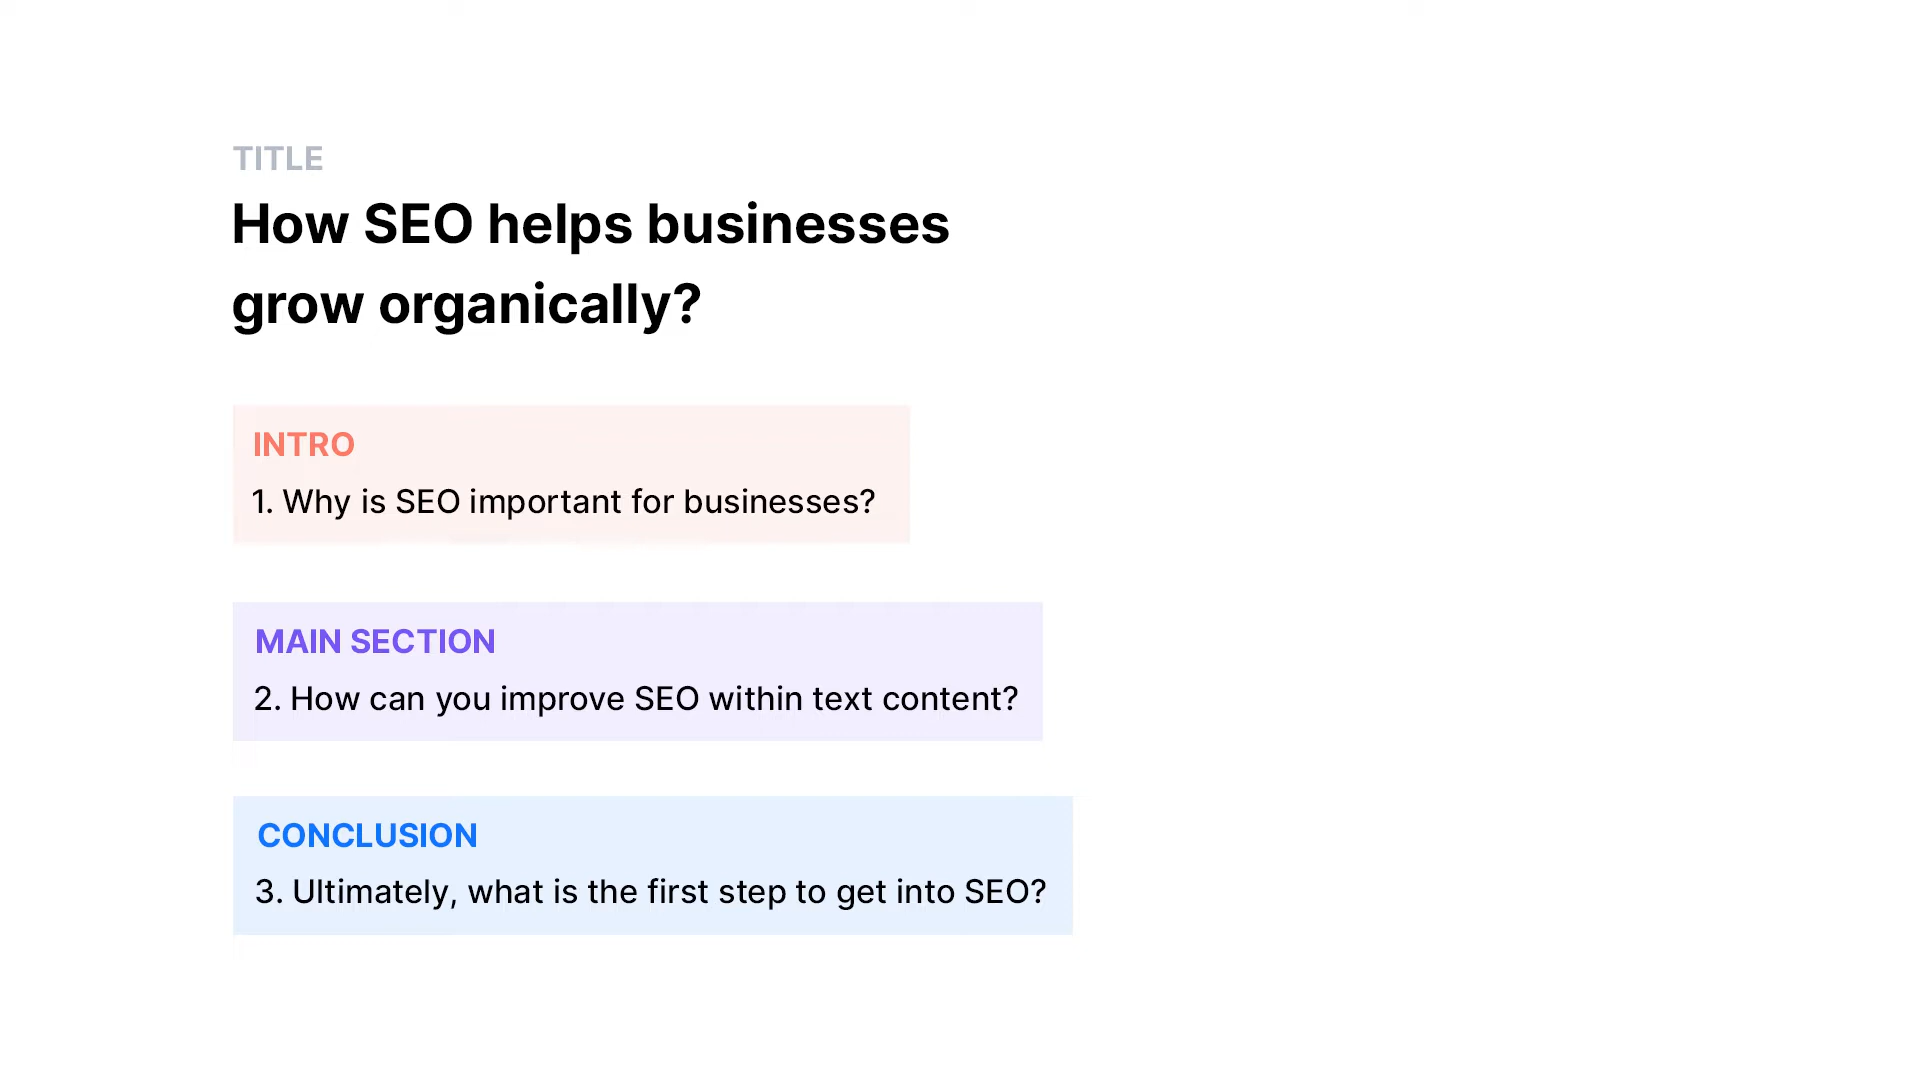 TITLE
How SEO helps businesses
grow organically?
INTRO
1. Why is SEO important for businesses?
MAIN SECTION
2. How can you improve SEO within text content?
CONCLUSION
3. Ultimately, what is the first step to get into SEO?